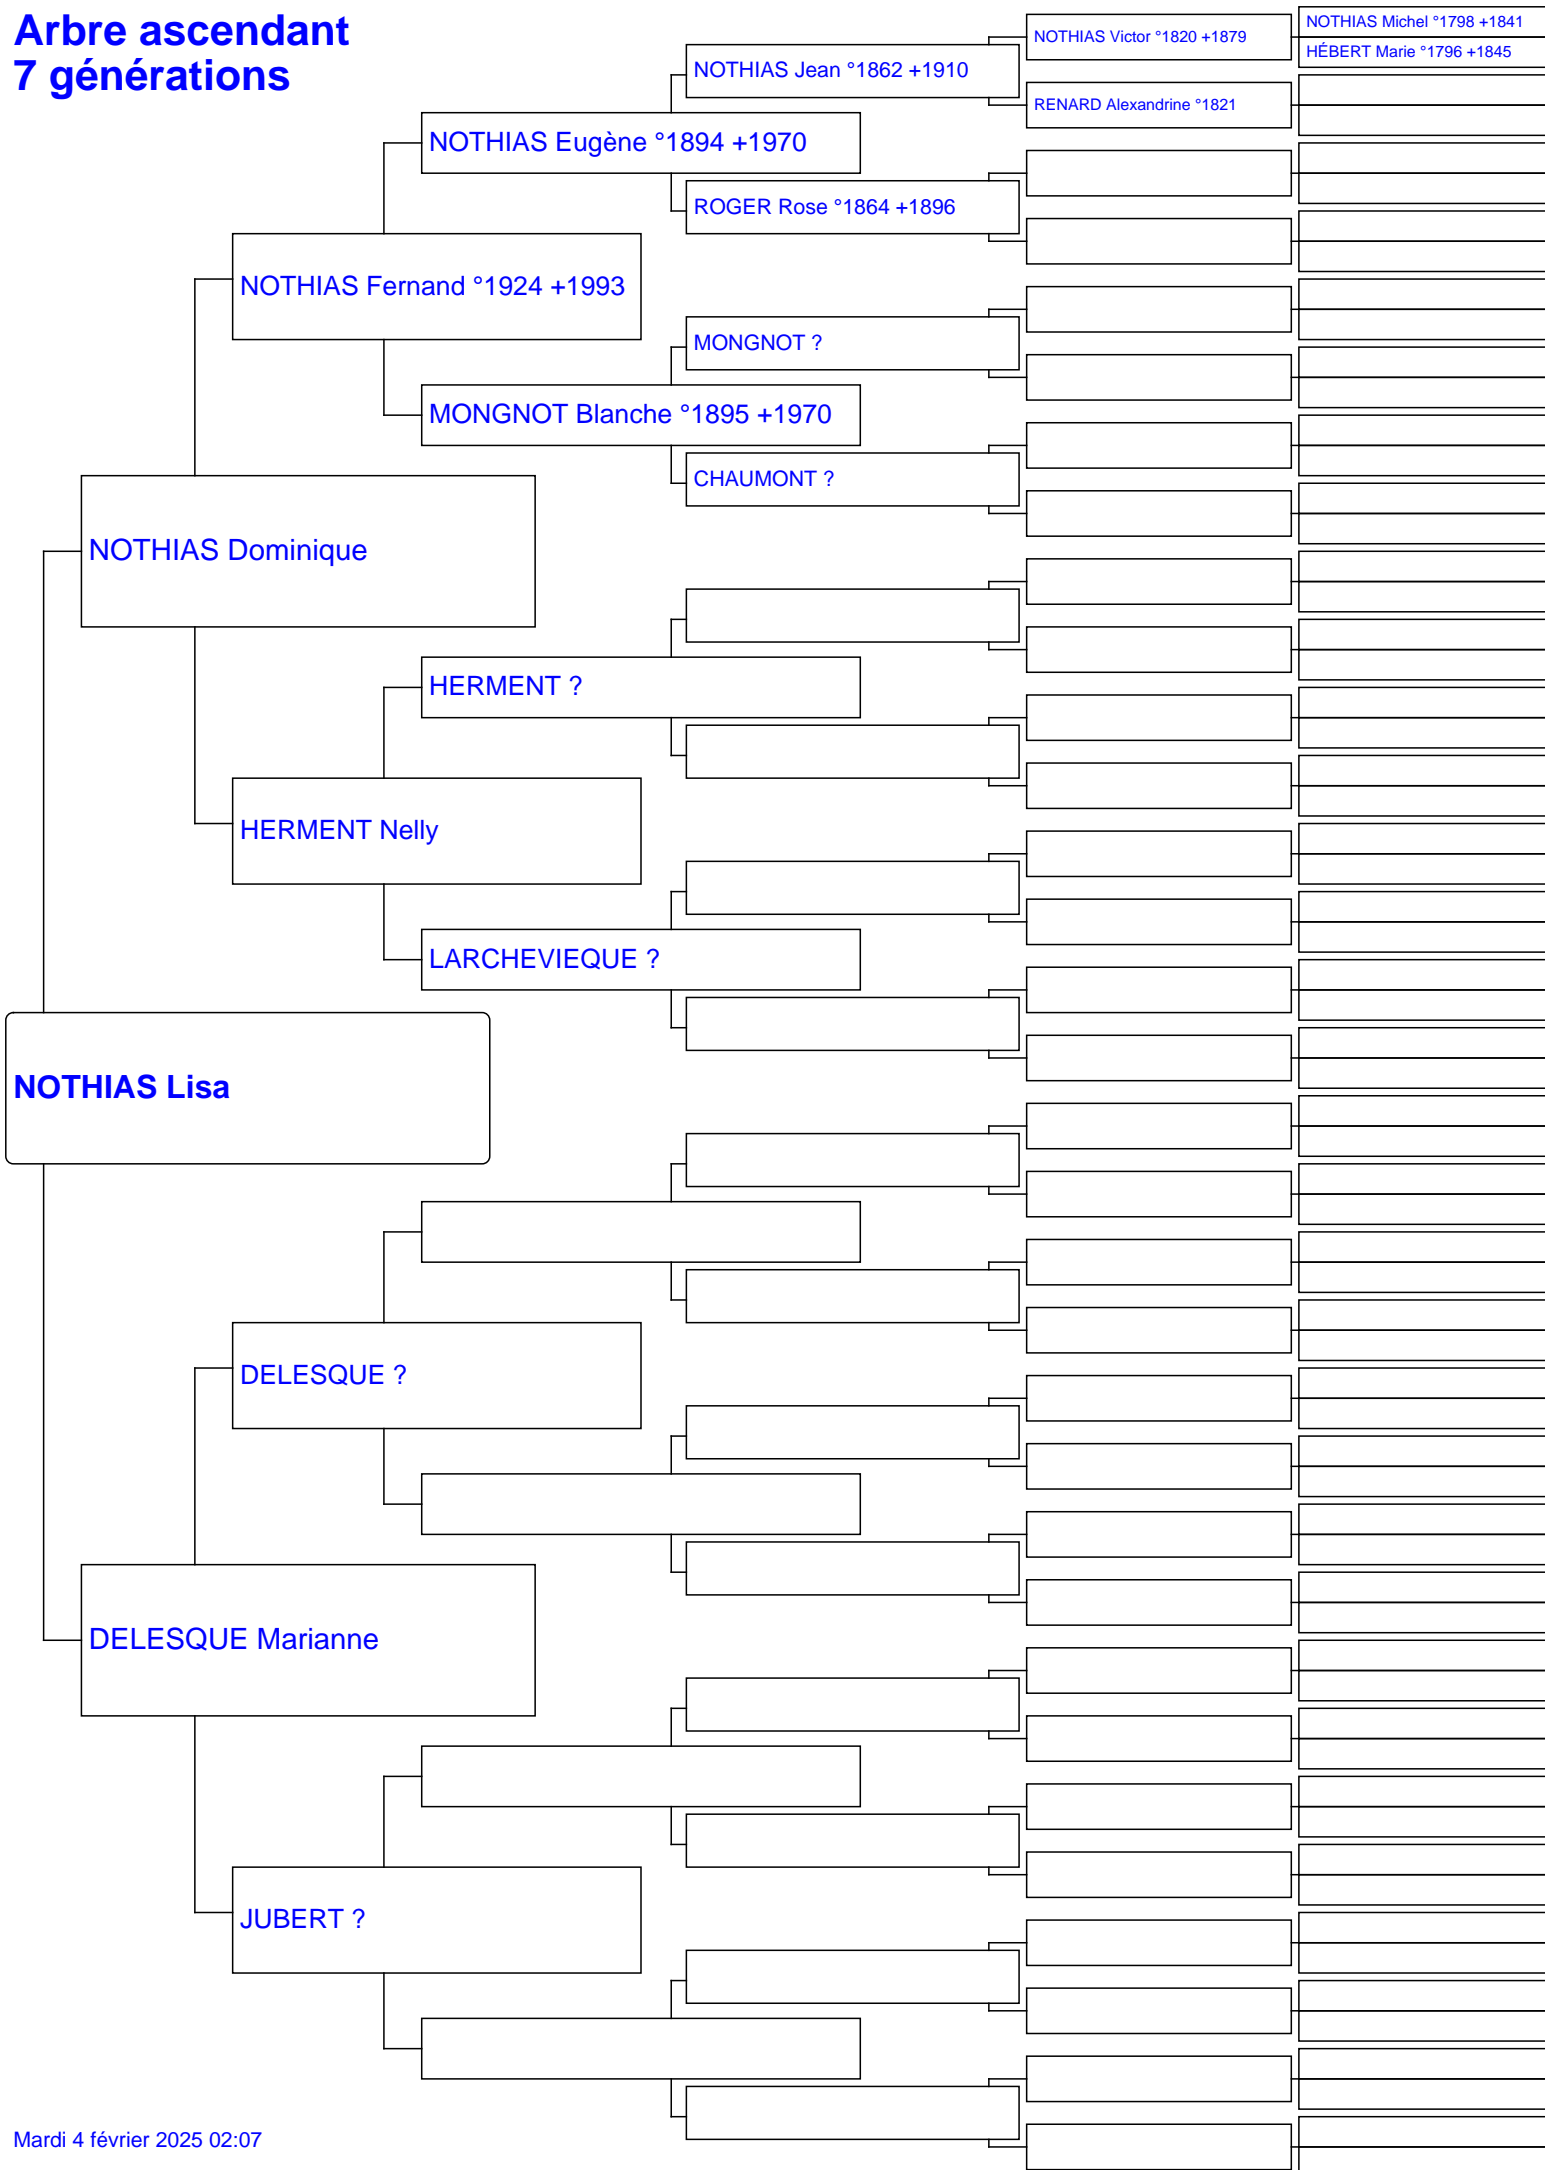 Arbre ascendant
7 générations
NOTHIAS Michel °1798 +1841
NOTHIAS Victor °1820 +1879
HÉBERT Marie °1796 +1845
NOTHIAS Jean °1862 +1910
RENARD Alexandrine °1821
NOTHIAS Eugène °1894 +1970
ROGER Rose °1864 +1896
NOTHIAS Fernand °1924 +1993
MONGNOT ?
MONGNOT Blanche °1895 +1970
CHAUMONT ?
NOTHIAS Dominique
HERMENT ?
HERMENT Nelly
LARCHEVIEQUE ?
NOTHIAS Lisa
DELESQUE ?
DELESQUE Marianne
JUBERT ?
Mardi 4 février 2025 02:07